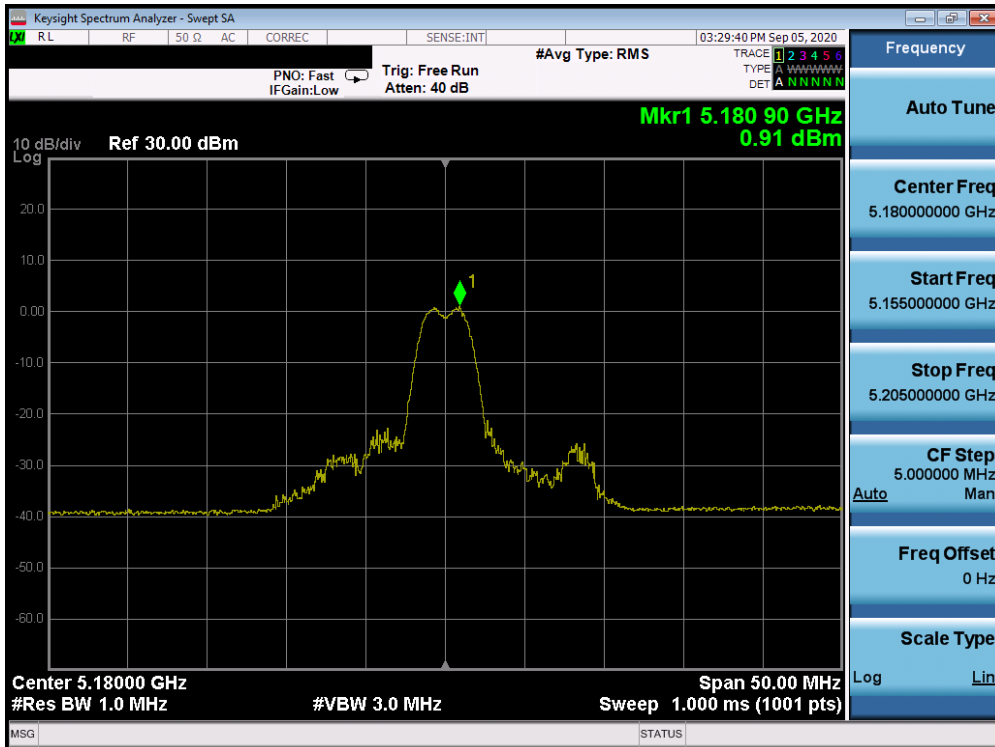 Keysight Spectrum Analyzer - Swept SA
LXI RL RF 50 Ω AC CORREC SENSE:INT 03:29:40 PM Sep 05, 2020
#Avg Type: RMS
TRACE 1 2 3 4 5 6
PNO: Fast Trig: Free Run
TYPE A WWWWW
IFGain:Low Atten: 40 dB
DET A N N N N N
Mkr1 5.180 90 GHz
0.91 dBm
10 dB/div Ref 30.00 dBm
Log
20.0
10.0
1
0.00
-10.0
-20.0
-30.0
-40.0
-50.0
-60.0
Center 5.18000 GHz Span 50.00 MHz
#Res BW 1.0 MHz #VBW 3.0 MHz Sweep 1.000 ms (1001 pts)
MSG STATUS
Frequency
Auto Tune
Center Freq
5.180000000 GHz
Start Freq
5.155000000 GHz
Stop Freq
5.205000000 GHz
CF Step
5.000000 MHz
Auto Man
Freq Offset
0 Hz
Scale Type
Log Lin